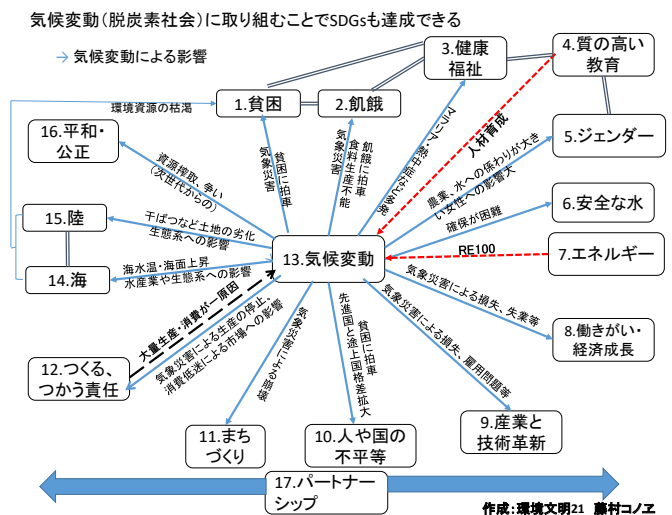 気候変動(脱炭素社会)に取り組むことでSDGsも達成できる
→ 気候変動による影響
3.健康
福祉
4.質の高い
教育
環境資源の枯渇
1.貧困
2.飢餓
16.平和・
公正
5.ジェンダー
気象災害
貧困に拍車
気象災害
食料生産不能
飢餓に拍車
マラリア、熱中症など多発
人材育成
農業、水への係わりが大き
い女性への影響大
資源搾取、争い
(次世代からの)
6.安全な水
確保が困難
15.陸
干ばつなど土地の劣化
生態系への影響
13.気候変動
RE100
7.エネルギー
14.海
海水温・海面上昇
水産業や生態系への影響
大量生産・消費が一原因
気象災害による生産の停止、
消費低迷による市場への影響
気象災害による崩壊
先進国と途上国格差拡大
貧困に拍車
気象災害による損失、雇用問題等
気象災害による損失、失業等
8.働きがい・
経済成長
12.つくる、
つかう責任
11.まち
づくり
10.人や国の
不平等
9.産業と
技術革新
17.パートナー
シップ
作成:環境文明21 藤村コノヱ